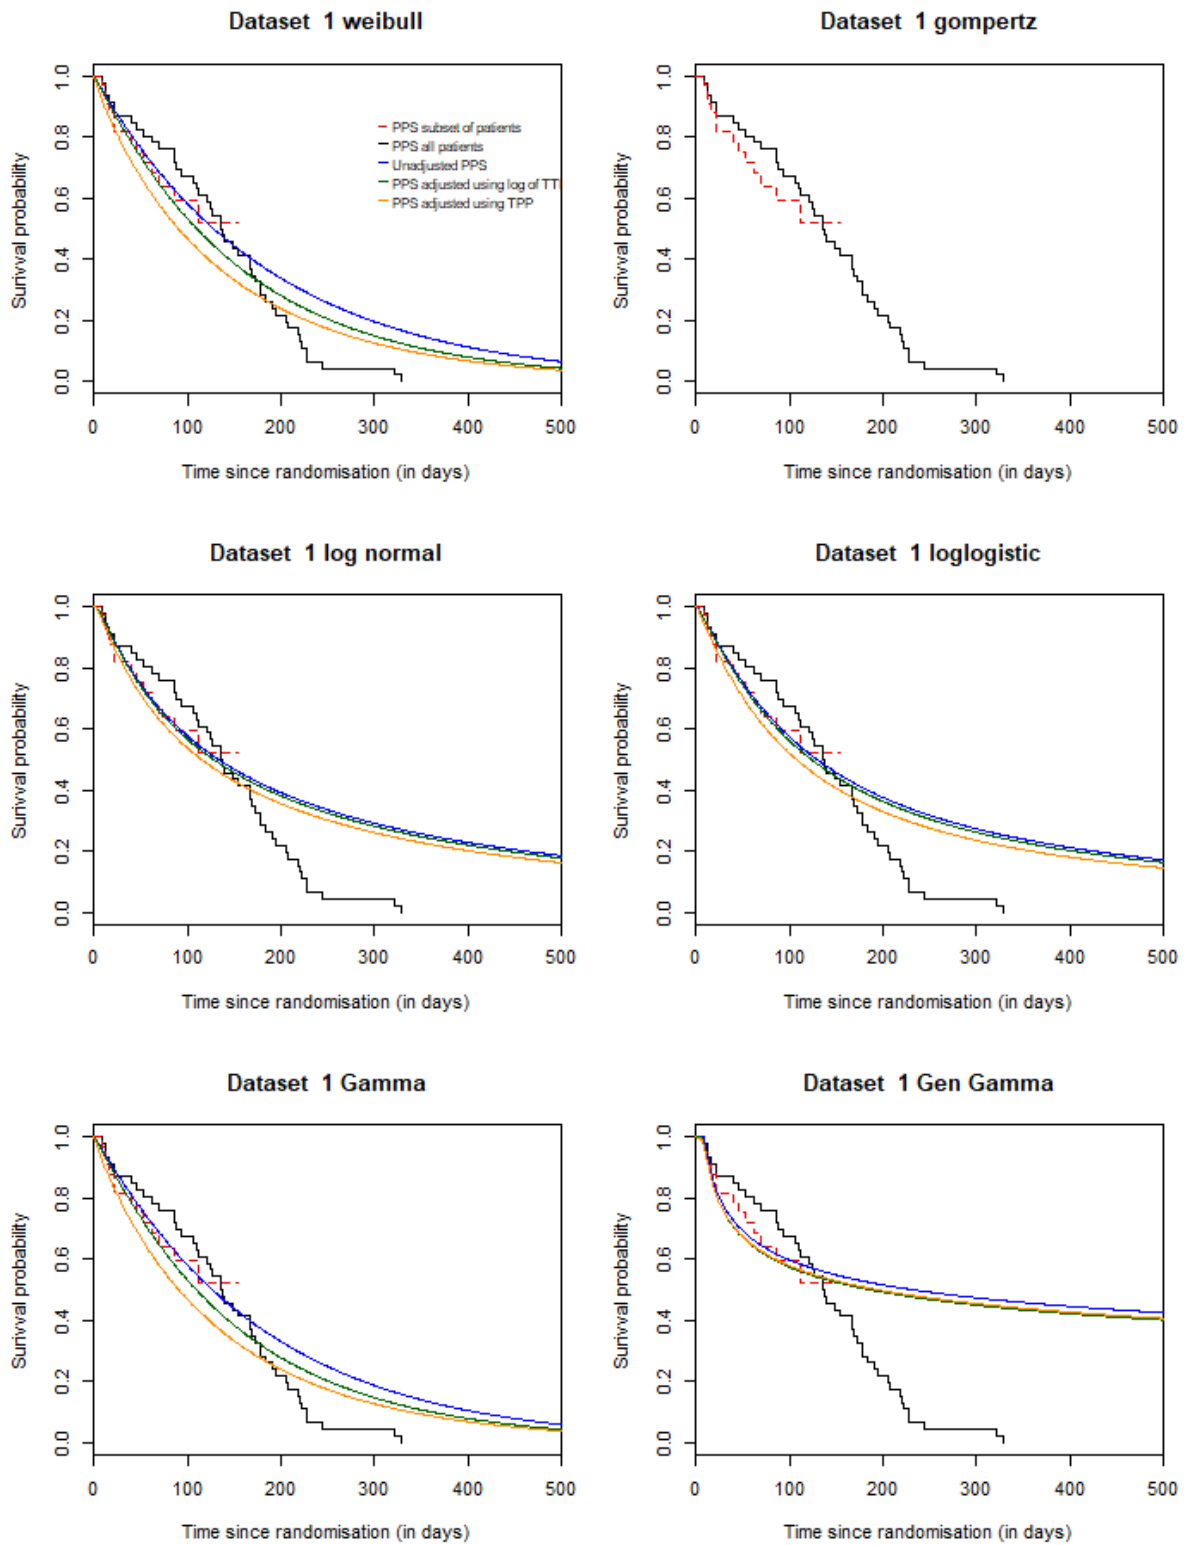 Dataset  1 weibull
Surivval probability
0.0 0.2 0.4 0.6 0.8 1.0
PPS subset of patients
PPS all patients
Unadjusted PPS
PPS adjusted using log of TTI
PPS adjusted using TPP
0 100 200 300 400 500
Time since randomisation (in days)
Dataset  1 gompertz
Surivval probability
0.0 0.2 0.4 0.6 0.8 1.0
0 100 200 300 400 500
Time since randomisation (in days)
Dataset  1 log normal
Surivval probability
0.0 0.2 0.4 0.6 0.8 1.0
0 100 200 300 400 500
Time since randomisation (in days)
Dataset  1 loglogistic
Surivval probability
0.0 0.2 0.4 0.6 0.8 1.0
0 100 200 300 400 500
Time since randomisation (in days)
Dataset  1 Gamma
Surivval probability
0.0 0.2 0.4 0.6 0.8 1.0
0 100 200 300 400 500
Time since randomisation (in days)
Dataset  1 Gen Gamma
Surivval probability
0.0 0.2 0.4 0.6 0.8 1.0
0 100 200 300 400 500
Time since randomisation (in days)